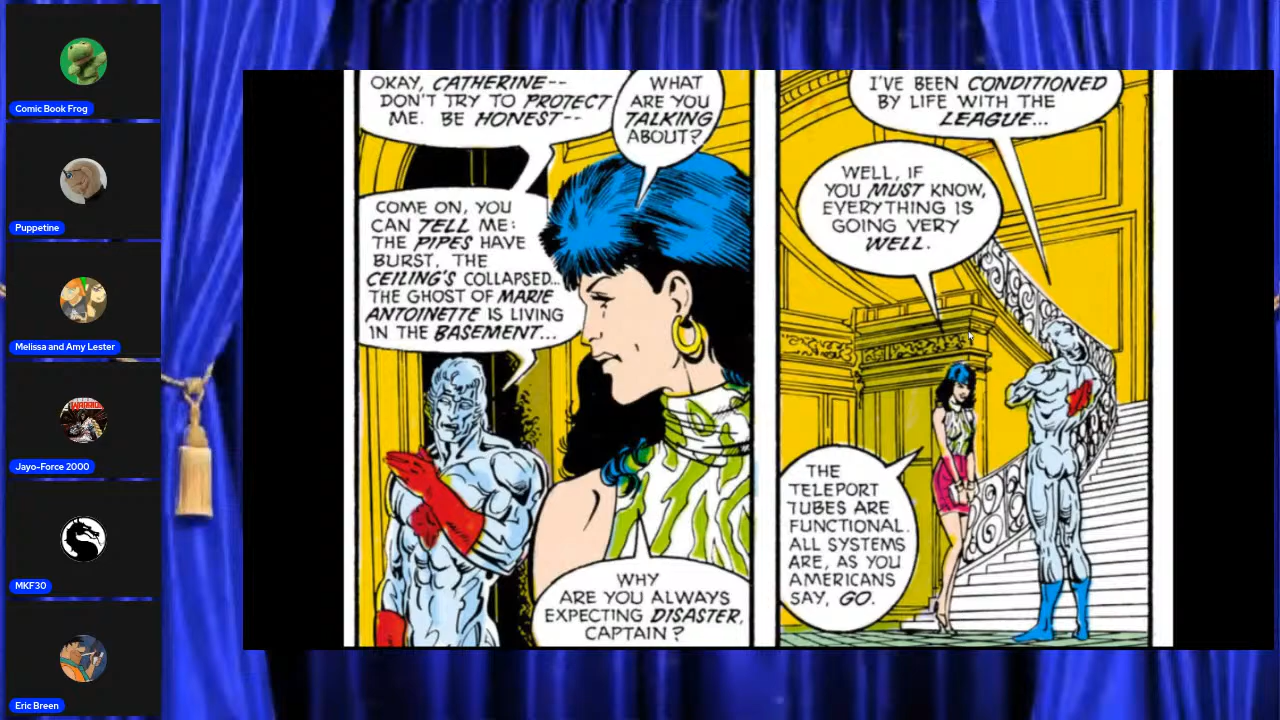 Comic Book Frog
Puppetine
Melissa and Amy Lester
Jayo-Force 2000
MKF30
Eric Breen
OKAY, CATHERINE--
DON'T TRY TO PROTECT
ME. BE HONEST--
WHAT
ARE YOU
TALKING
ABOUT?
COME ON, YOU
CAN TELL ME:
THE PIPES HAVE
BURST, THE
CEILING'S COLLAPSED...
THE GHOST OF MARIE
ANTOINETTE IS LIVING
IN THE BASEMENT...
WHY
ARE YOU ALWAYS
EXPECTING DISASTER,
CAPTAIN?
I'VE BEEN CONDITIONED
BY LIFE WITH THE
LEAGUE...
WELL, IF
YOU MUST KNOW,
EVERYTHING IS
GOING VERY
WELL.
THE
TELEPORT
TUBES ARE
FUNCTIONAL.
ALL SYSTEMS
ARE, AS YOU
AMERICANS
SAY, GO.